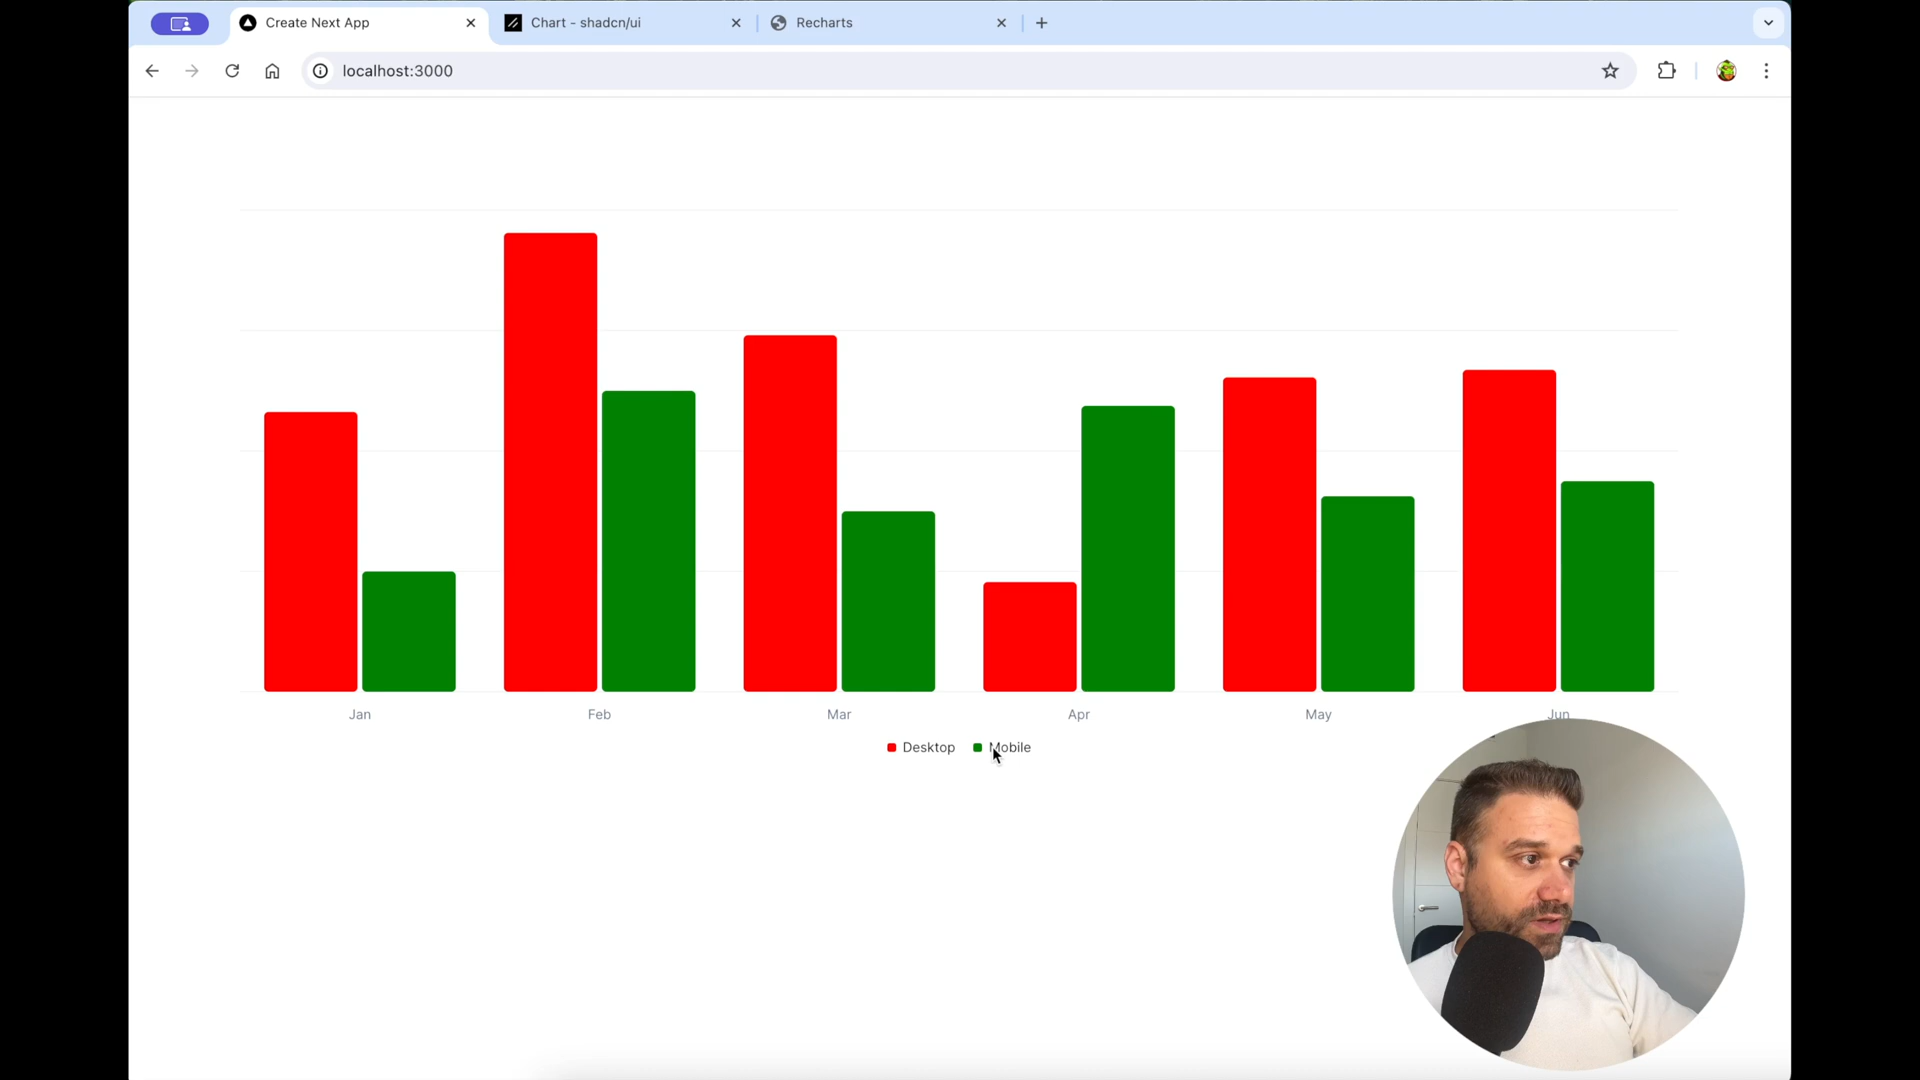 Create Next App
Chart - shadcn/ui
Recharts
localhost:3000
Jan
Feb
Mar
Apr
May
Jun
Desktop
Mobile